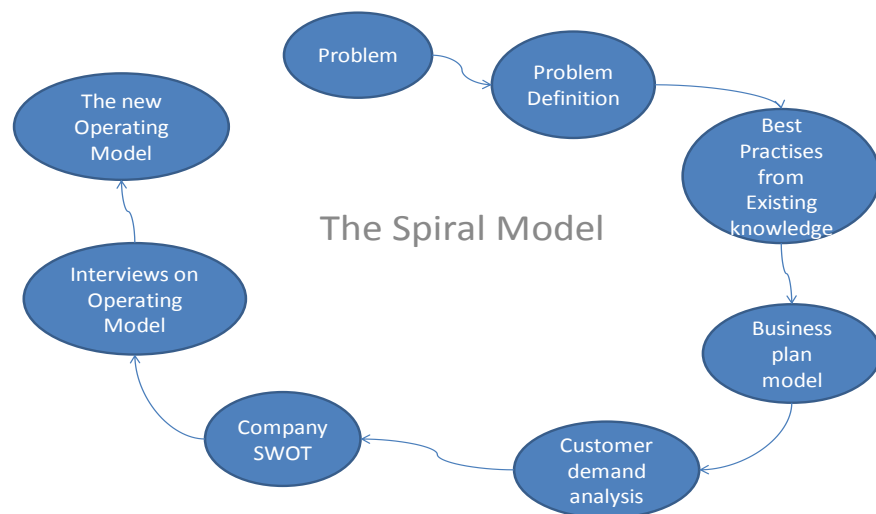 Problem
Problem
Definition
Best
Practises
from
Existing
knowledge
Business
plan
model
Customer
demand
analysis
Company
SWOT
Interviews on
Operating
Model
The new
Operating
Model
The Spiral Model